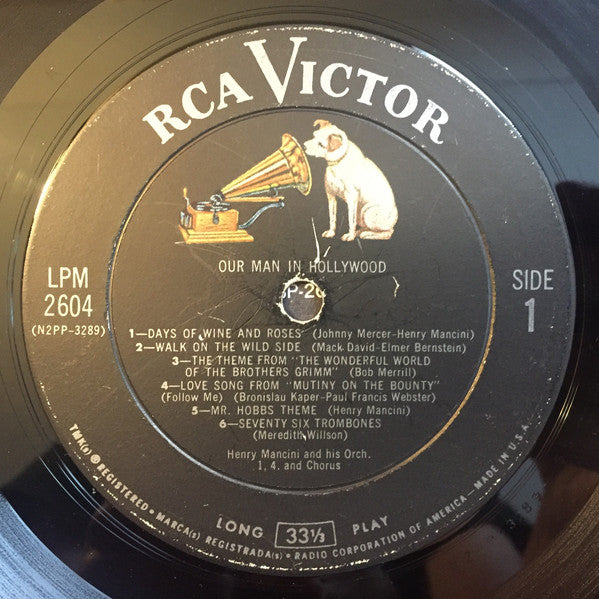 RCA VICTOR
OUR MAN IN HOLLYWOOD
LPM
2604
(N2PP-3289)
SIDE
1
1—DAYS OF WINE AND ROSES (Johnny Mercer-Henry Mancini)
2—WALK ON THE WILD SIDE (Mack David-Elmer Bernstein)
3—THE THEME FROM "THE WONDERFUL WORLD
OF THE BROTHERS GRIMM" (Bob Merrill)
4—LOVE SONG FROM "MUTINY ON THE BOUNTY"
(Follow Me) (Bronislau Kaper-Paul Francis Webster)
5—MR. HOBBS THEME (Henry Mancini)
6—SEVENTY SIX TROMBONES
(Meredith Willson)
Henry Mancini and his Orch.
1, 4. and Chorus
LONG 33⅓ PLAY
TMK(s) ® REGISTERED • MARCA(s) REGISTRADA(s) • RADIO CORPORATION OF AMERICA — MADE IN U.S.A.